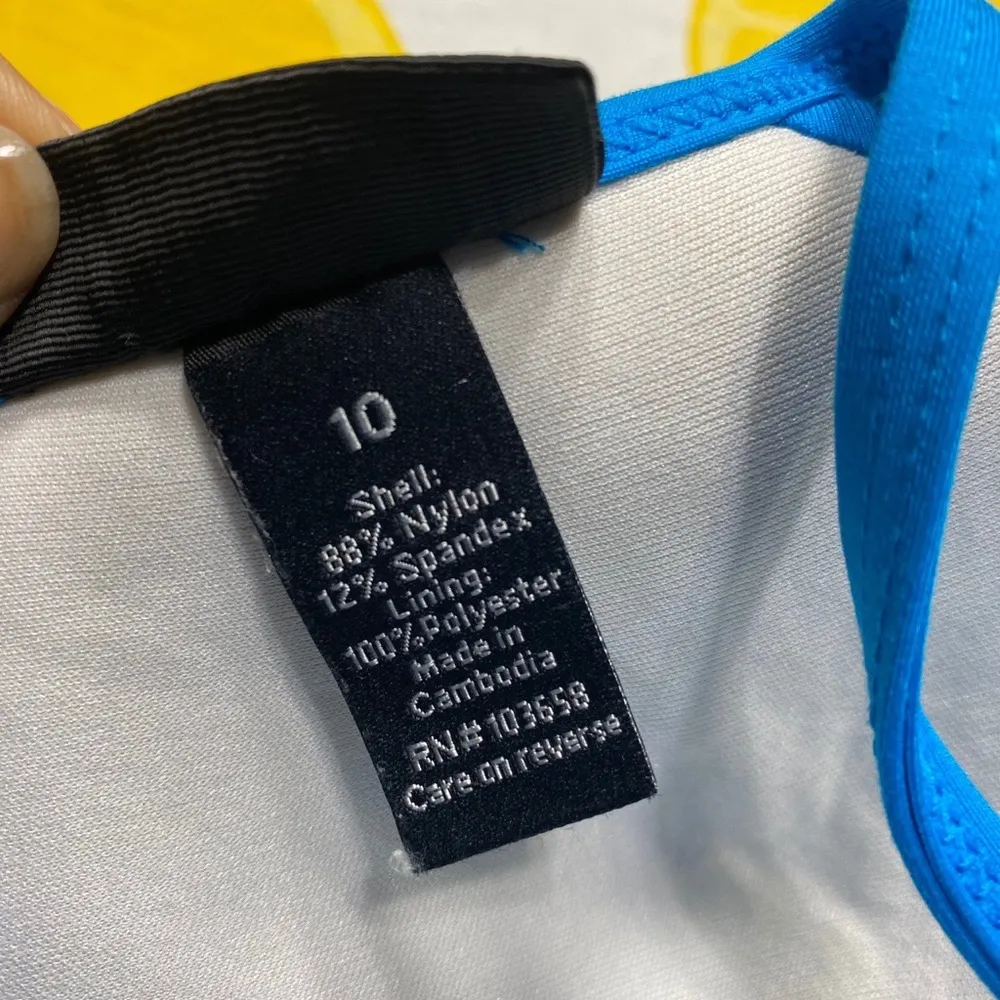 10
Shell:
88% Nylon
12% Spandex
Lining:
100% Polyester
Made in
Cambodia
RN# 103658
Care on reverse